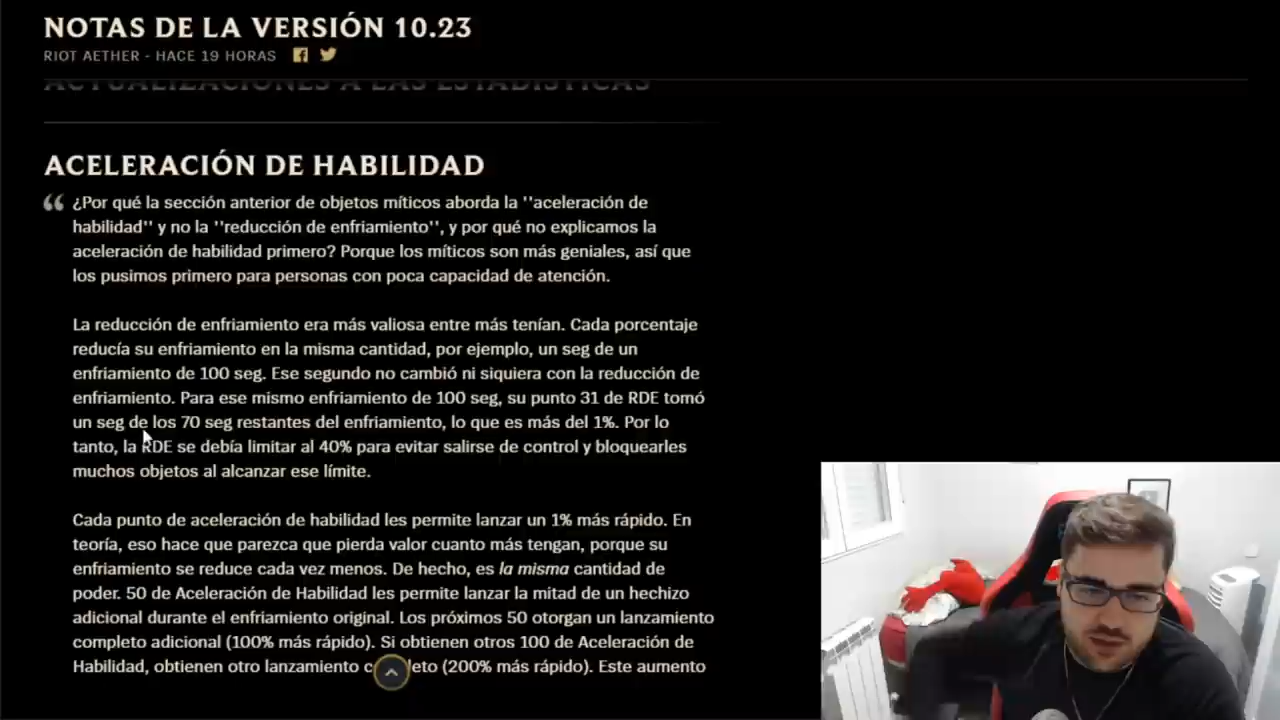 NOTAS DE LA VERSIÓN 10.23
RIOT AETHER - HACE 19 HORAS
ACTUALIZACIONES A LAS ESTADÍSTICAS
ACELERACIÓN DE HABILIDAD
“ ¿Por qué la sección anterior de objetos míticos aborda la ''aceleración de
habilidad'' y no la ''reducción de enfriamiento'', y por qué no explicamos la
aceleración de habilidad primero? Porque los míticos son más geniales, así que
los pusimos primero para personas con poca capacidad de atención.
La reducción de enfriamiento era más valiosa entre más tenían. Cada porcentaje
reducía su enfriamiento en la misma cantidad, por ejemplo, un seg de un
enfriamiento de 100 seg. Ese segundo no cambió ni siquiera con la reducción de
enfriamiento. Para ese mismo enfriamiento de 100 seg, su punto 31 de RDE tomó
un seg de los 70 seg restantes del enfriamiento, lo que es más del 1%. Por lo
tanto, la RDE se debía limitar al 40% para evitar salirse de control y bloquearles
muchos objetos al alcanzar ese límite.
Cada punto de aceleración de habilidad les permite lanzar un 1% más rápido. En
teoría, eso hace que parezca que pierda valor cuanto más tengan, porque su
enfriamiento se reduce cada vez menos. De hecho, es la misma cantidad de
poder. 50 de Aceleración de Habilidad les permite lanzar la mitad de un hechizo
adicional durante el enfriamiento original. Los próximos 50 otorgan un lanzamiento
completo adicional (100% más rápido). Si obtienen otros 100 de Aceleración de
Habilidad, obtienen otro lanzamiento (200% más rápido). Este aumento